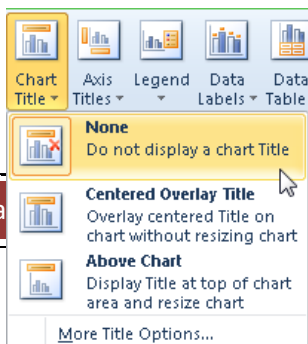 Chart Axis Legend Data Data
Title Titles Labels Table
None
Do not display a chart Title
Centered Overlay Title
Overlay centered Title on
chart without resizing chart
Above Chart
Display Title at top of chart
area and resize chart
More Title Options...